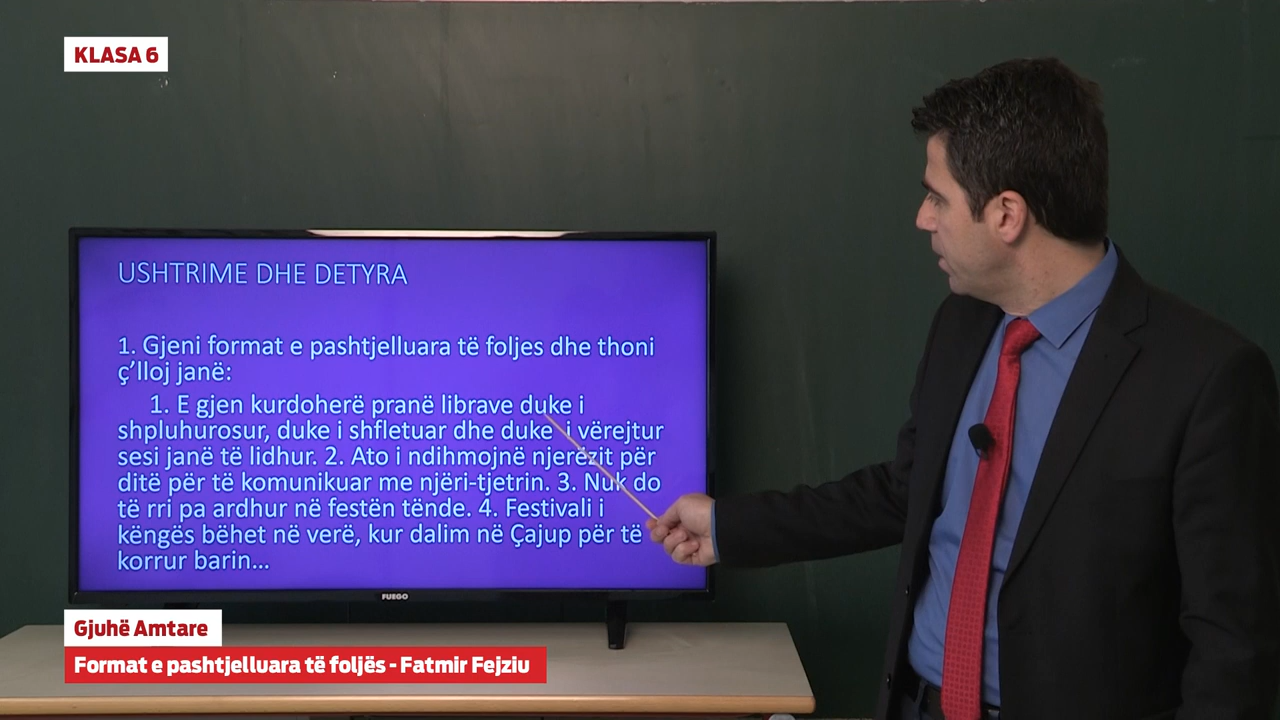 KLASA 6
USHTRIME DHE DETYRA
1. Gjeni format e pashtjelluara të foljes dhe thoni
ç’lloj janë:
1. E gjen kurdoherë pranë librave duke i
shpluhurosur, duke i shfletuar dhe duke i vërejtur
sesi janë të lidhur. 2. Ato i ndihmojnë njerëzit për
ditë për të komunikuar me njëri-tjetrin. 3. Nuk do
të rri pa ardhur në festën tënde. 4. Festivali i
këngës bëhet në verë, kur dalim në Çajup për të
korrur barin...
FUEGO
Gjuhë Amtare
Format e pashtjelluara të foljës - Fatmir Fejziu